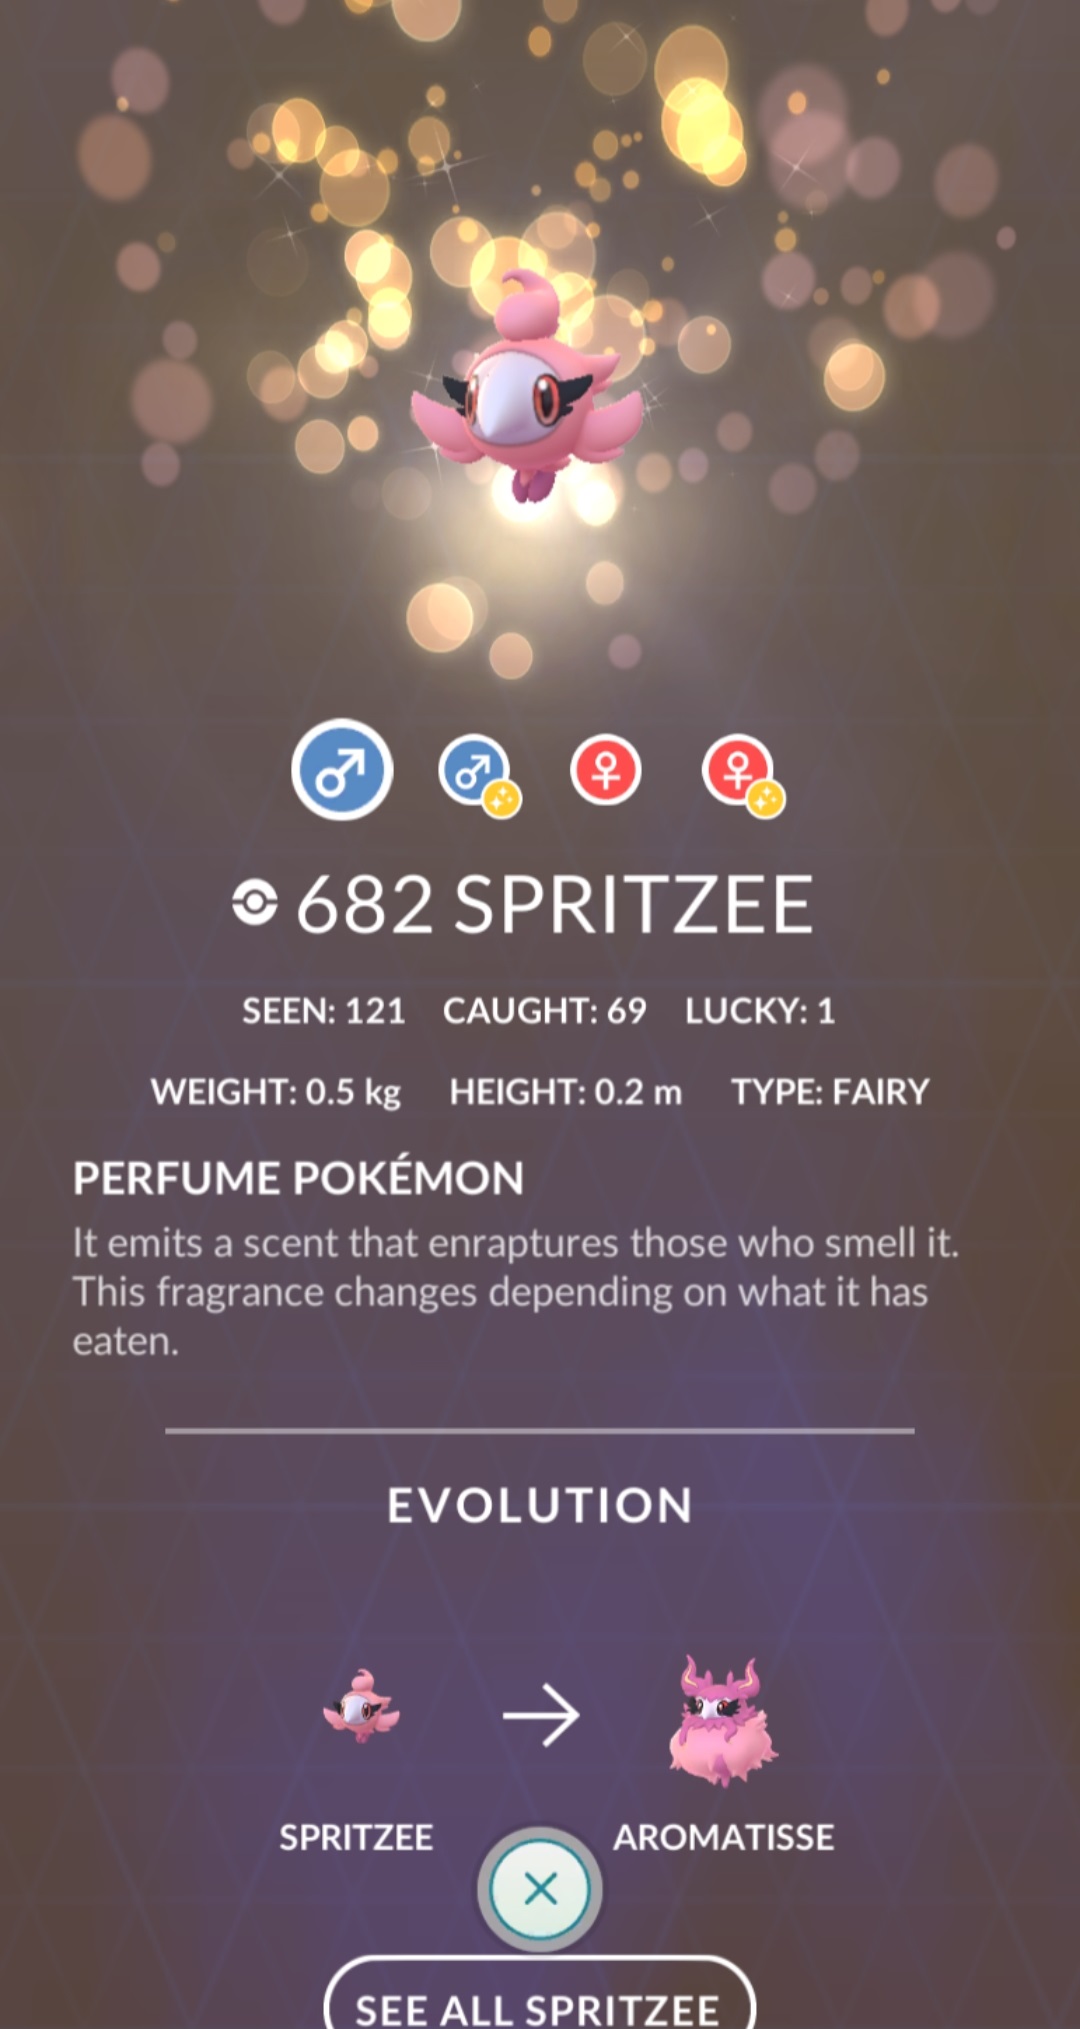 682 SPRITZEE
SEEN: 121 CAUGHT: 69 LUCKY: 1
WEIGHT: 0.5 kg HEIGHT: 0.2 m TYPE: FAIRY
PERFUME POKÉMON
It emits a scent that enraptures those who smell it.
This fragrance changes depending on what it has
eaten.
EVOLUTION
SPRITZEE AROMATISSE
SEE ALL SPRITZEE